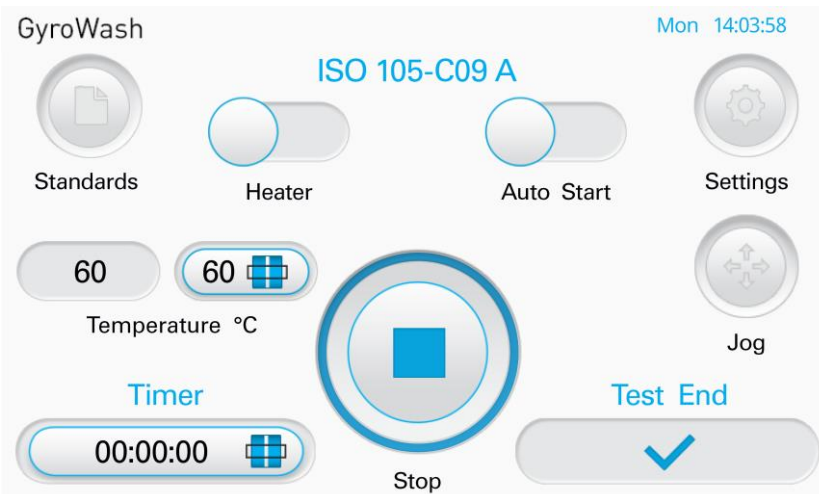 GyroWash
Mon 14:03:58
ISO 105-C09 A
Standards
Heater
Auto Start
Settings
60
60
Temperature °C
Jog
Timer
Test End
00:00:00
Stop